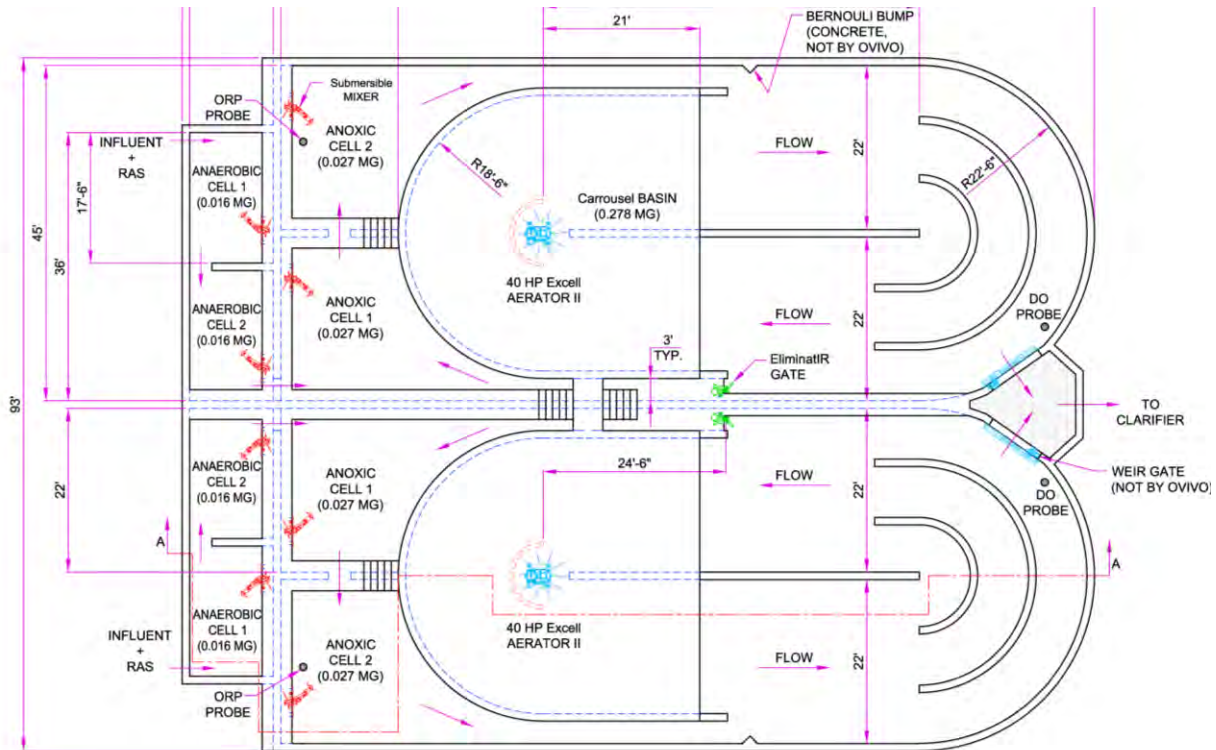 21'
BERNOULI BUMP
(CONCRETE,
NOT BY OVIVO)
ORP
PROBE
Submersible
MIXER
INFLUENT
+
RAS
ANOXIC
CELL 2
(0.027 MG)
FLOW
22'
R22'-6"
R18'-6"
ANAEROBIC
CELL 1
(0.016 MG)
17'-6"
36'
45'
93'
Carrousel BASIN
(0.278 MG)
40 HP Excell
AERATOR II
ANAEROBIC
CELL 2
(0.016 MG)
ANOXIC
CELL 1
(0.027 MG)
FLOW
22'
DO
PROBE
3'
TYP.
EliminatIR
GATE
TO
CLARIFIER
24'-6"
WEIR GATE
(NOT BY OVIVO)
DO
PROBE
22'
ANAEROBIC
CELL 2
(0.016 MG)
ANOXIC
CELL 1
(0.027 MG)
FLOW
22'
A
A
ANAEROBIC
CELL 1
(0.016 MG)
INFLUENT
+
RAS
ANOXIC
CELL 2
(0.027 MG)
40 HP Excell
AERATOR II
FLOW
22'
ORP
PROBE